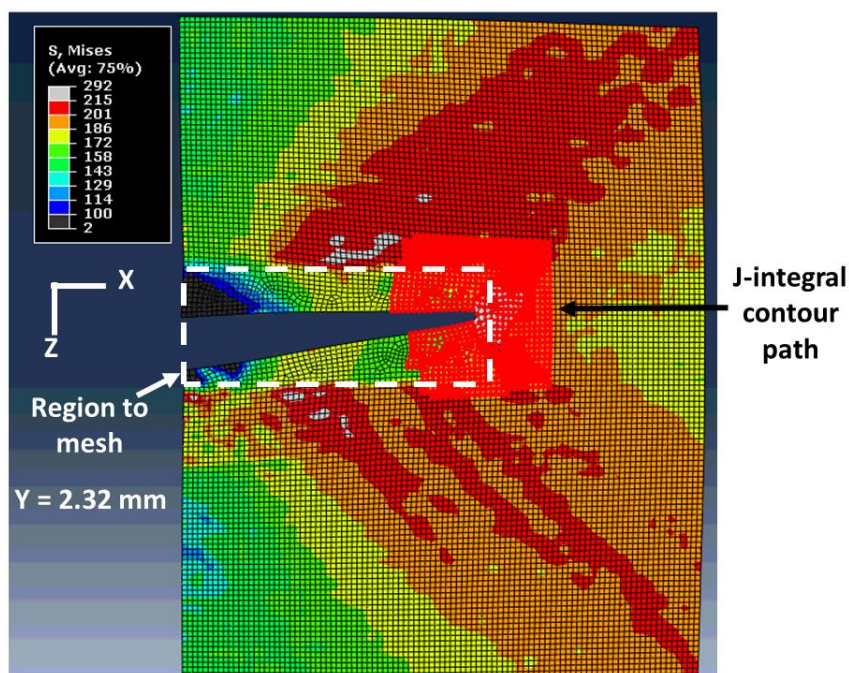 S, Mises
(Avg: 75%)
292
215
201
186
172
158
143
129
114
100
2
X
Z
J-integral
contour
path
Region to
mesh
Y = 2.32 mm